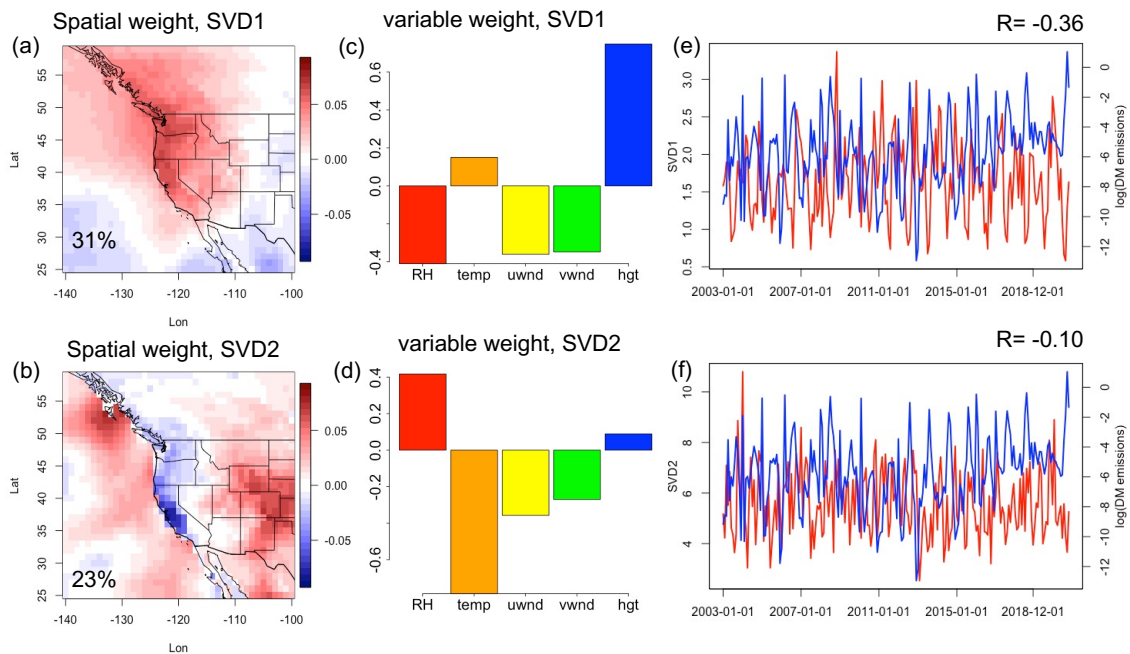 Spatial weight, SVD1
variable weight, SVD1
R= -0.36
(a)
(c)
(e)
Lat
55
50
45
40
35
30
25
31%
-140 -130 -120 -110 -100
Lon
0.05
0.00
-0.05
0.6
0.4
0.2
0.0
-0.4
RH temp uwnd vwnd hgt
SVD1
3.0
2.5
2.0
1.5
1.0
0.5
2003-01-01 2007-01-01 2011-01-01 2015-01-01 2018-12-01
0
-2
-4
-6
-8
-10
-12
log(DM emissions)
Spatial weight, SVD2
variable weight, SVD2
R= -0.10
(b)
(d)
(f)
Lat
55
50
45
40
35
30
25
23%
-140 -130 -120 -110 -100
Lon
0.05
0.00
-0.05
0.4
0.2
0.0
-0.2
-0.6
RH temp uwnd vwnd hgt
SVD2
10
8
6
4
2003-01-01 2007-01-01 2011-01-01 2015-01-01 2018-12-01
0
-2
-4
-6
-8
-10
-12
log(DM emissions)